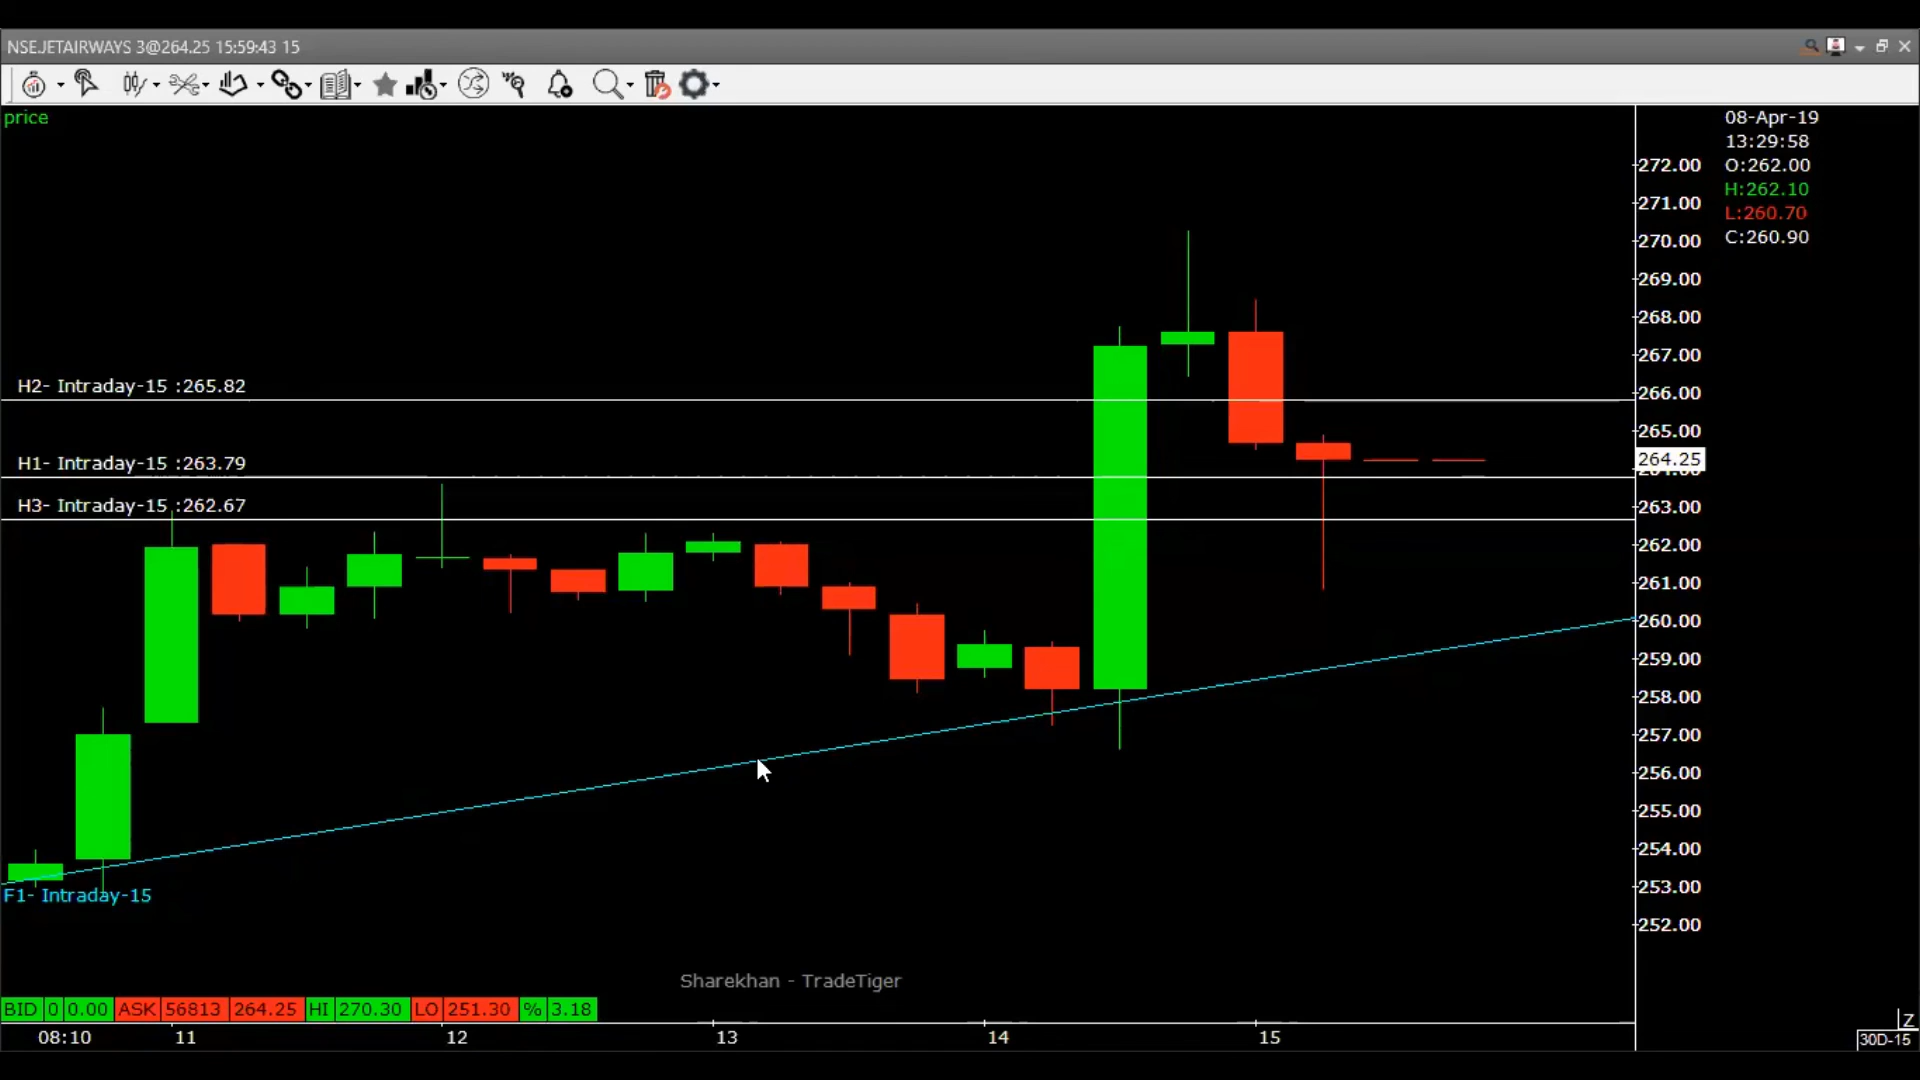 NSEJETAIRWAYS 3@264.25 15:59:43 15
price
08-Apr-19
13:29:58
O:262.00
H:262.10
L:260.70
C:260.90
272.00
271.00
270.00
269.00
268.00
267.00
H2- Intraday-15 :265.82
266.00
265.00
H1- Intraday-15 :263.79
264.25
H3- Intraday-15 :262.67
263.00
262.00
261.00
260.00
259.00
258.00
257.00
256.00
255.00
254.00
253.00
F1- Intraday-15
252.00
Sharekhan - TradeTiger
BID 0 0.00 ASK 56813 264.25 HI 270.30 LO 251.30 % 3.18
Z
08:10 11 12 13 14 15
30D-15